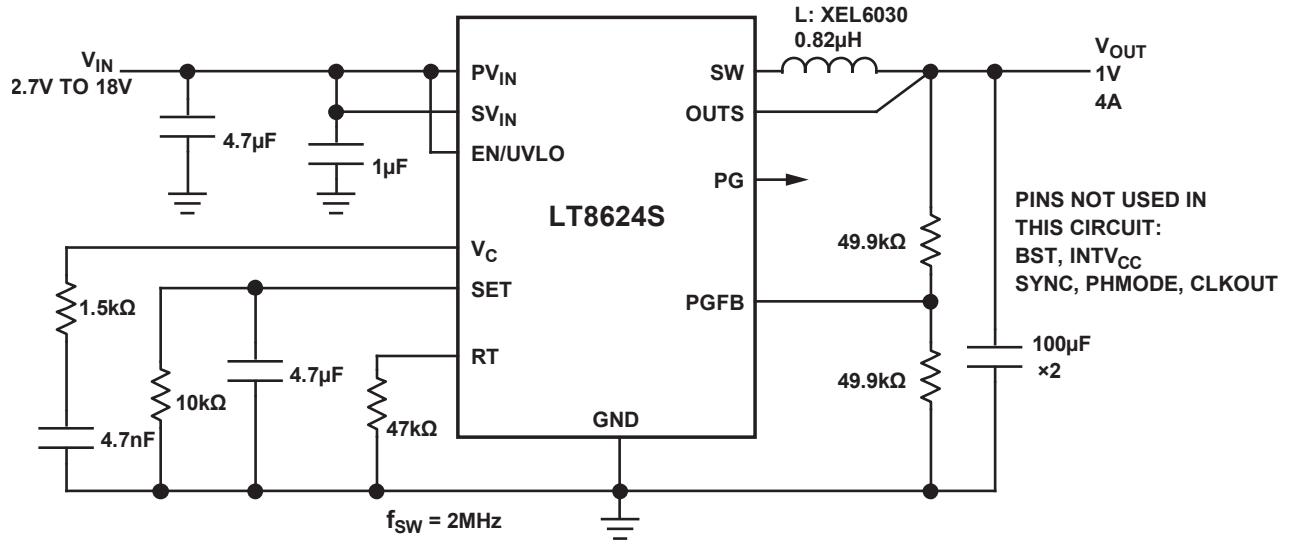 L: XEL6030
0.82µH
VIN
2.7V TO 18V
PVIN
SVIN
EN/UVLO
4.7µF
1µF
SW
OUTS
PG
VOUT
1V
4A
LT8624S
PINS NOT USED IN
THIS CIRCUIT:
BST, INTVCC
SYNC, PHMODE, CLKOUT
VC
SET
RT
49.9kΩ
PGFB
1.5kΩ
10kΩ
4.7µF
47kΩ
4.7nF
49.9kΩ
100µF
×2
GND
fSW = 2MHz